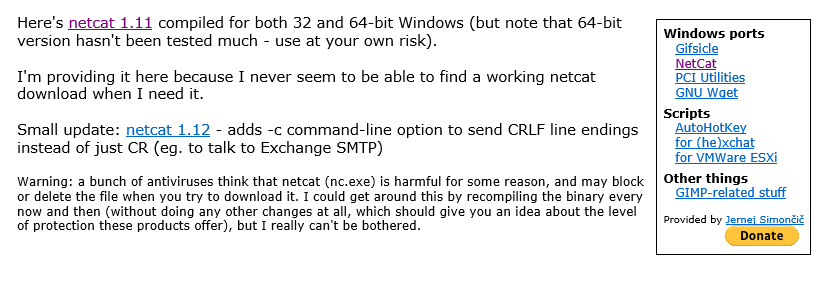 Here's netcat 1.11 compiled for both 32 and 64-bit Windows (but note that 64-bit
version hasn't been tested much - use at your own risk).
I'm providing it here because I never seem to be able to find a working netcat
download when I need it.
Small update: netcat 1.12 - adds -c command-line option to send CRLF line endings
instead of just CR (eg. to talk to Exchange SMTP)
Warning: a bunch of antiviruses think that netcat (nc.exe) is harmful for some reason, and may block
or delete the file when you try to download it. I could get around this by recompiling the binary every
now and then (without doing any other changes at all, which should give you an idea about the level
of protection these products offer), but I really can't be bothered.
Windows ports
Gifsicle
NetCat
PCI Utilities
GNU Wget
Scripts
AutoHotKey
for (he)xchat
for VMWare ESXi
Other things
GIMP-related stuff
Provided by Jernej Simončič
Donate